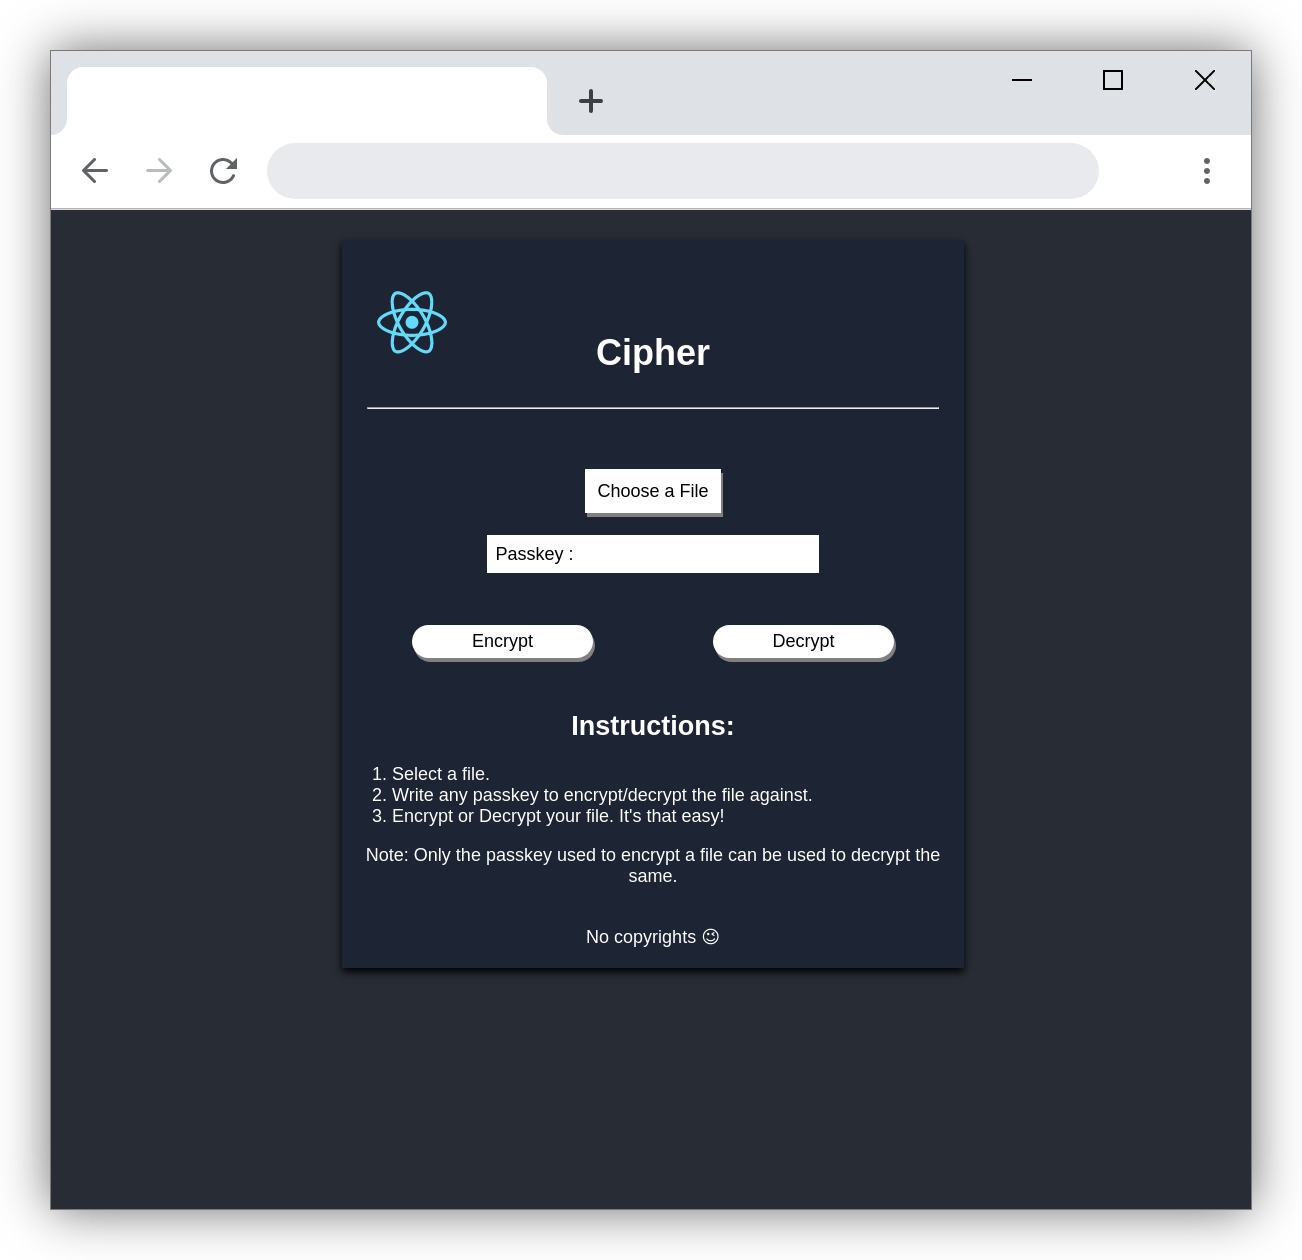 Cipher
Choose a File
Passkey :
Encrypt
Decrypt
Instructions:
1. Select a file.
2. Write any passkey to encrypt/decrypt the file against.
3. Encrypt or Decrypt your file. It's that easy!
Note: Only the passkey used to encrypt a file can be used to decrypt the
same.
No copyrights 😉